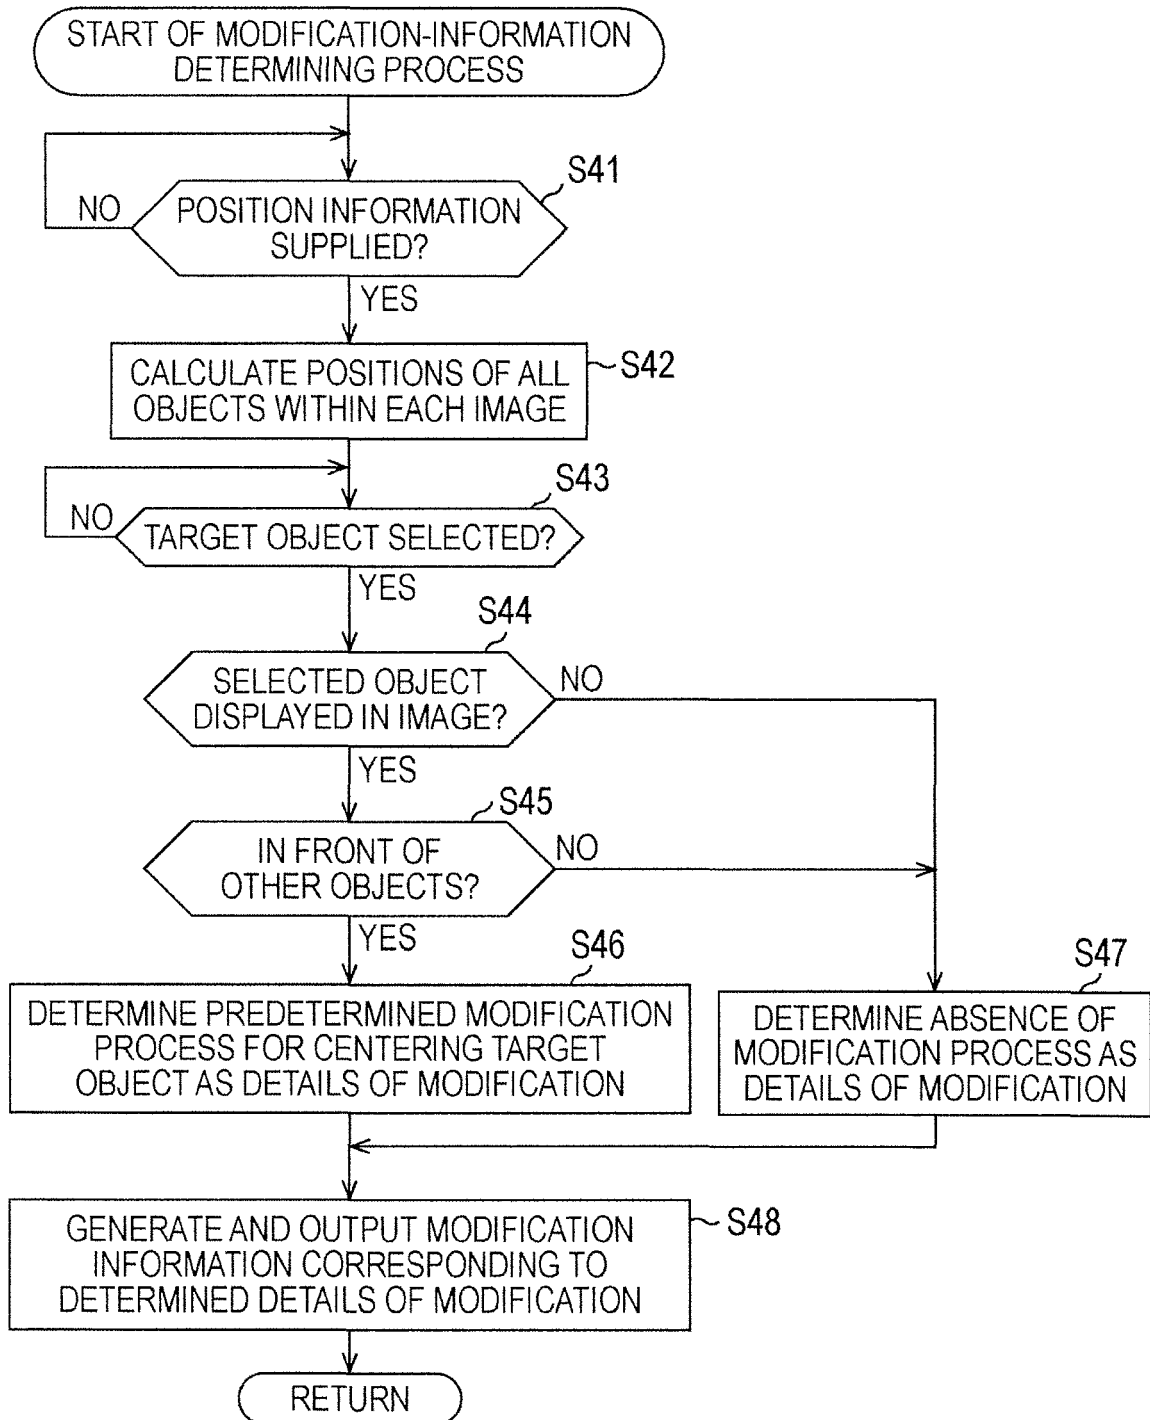 START OF MODIFICATION-INFORMATION
DETERMINING PROCESS
S41
NO
POSITION INFORMATION
SUPPLIED?
YES
S42
CALCULATE POSITIONS OF ALL
OBJECTS WITHIN EACH IMAGE
S43
NO
TARGET OBJECT SELECTED?
YES
S44
SELECTED OBJECT
DISPLAYED IN IMAGE?
NO
YES
S45
IN FRONT OF
OTHER OBJECTS?
NO
YES
S46
DETERMINE PREDETERMINED MODIFICATION
PROCESS FOR CENTERING TARGET
OBJECT AS DETAILS OF MODIFICATION
S47
DETERMINE ABSENCE OF
MODIFICATION PROCESS AS
DETAILS OF MODIFICATION
S48
GENERATE AND OUTPUT MODIFICATION
INFORMATION CORRESPONDING TO
DETERMINED DETAILS OF MODIFICATION
RETURN